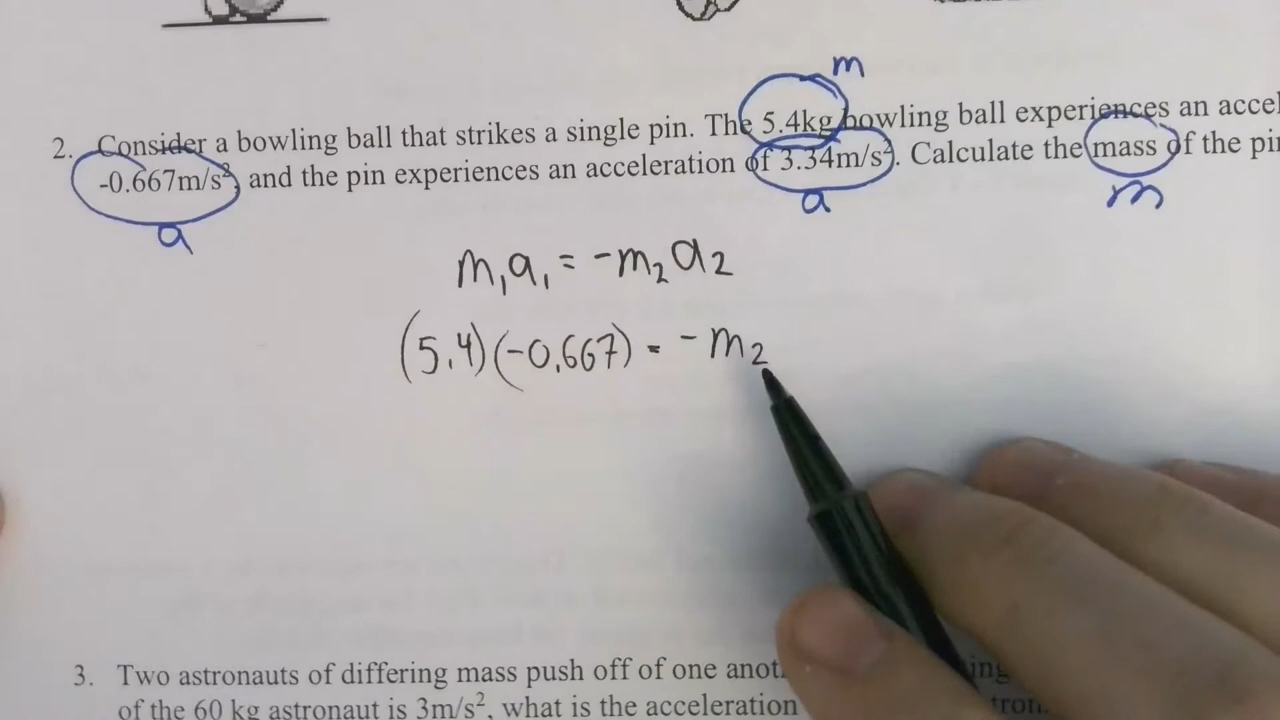 m
2. Consider a bowling ball that strikes a single pin. The 5.4kg bowling ball experiences an
-0.667m/s², and the pin experiences an acceleration of 3.34m/s². Calculate the mass of the
a a m
m₁a₁ = -m₂a₂
(5.4)(-0.667) = -m₂
3. Two astronauts of differing mass push off of one
of the 60 kg astronaut is 3m/s², what is the acceleration